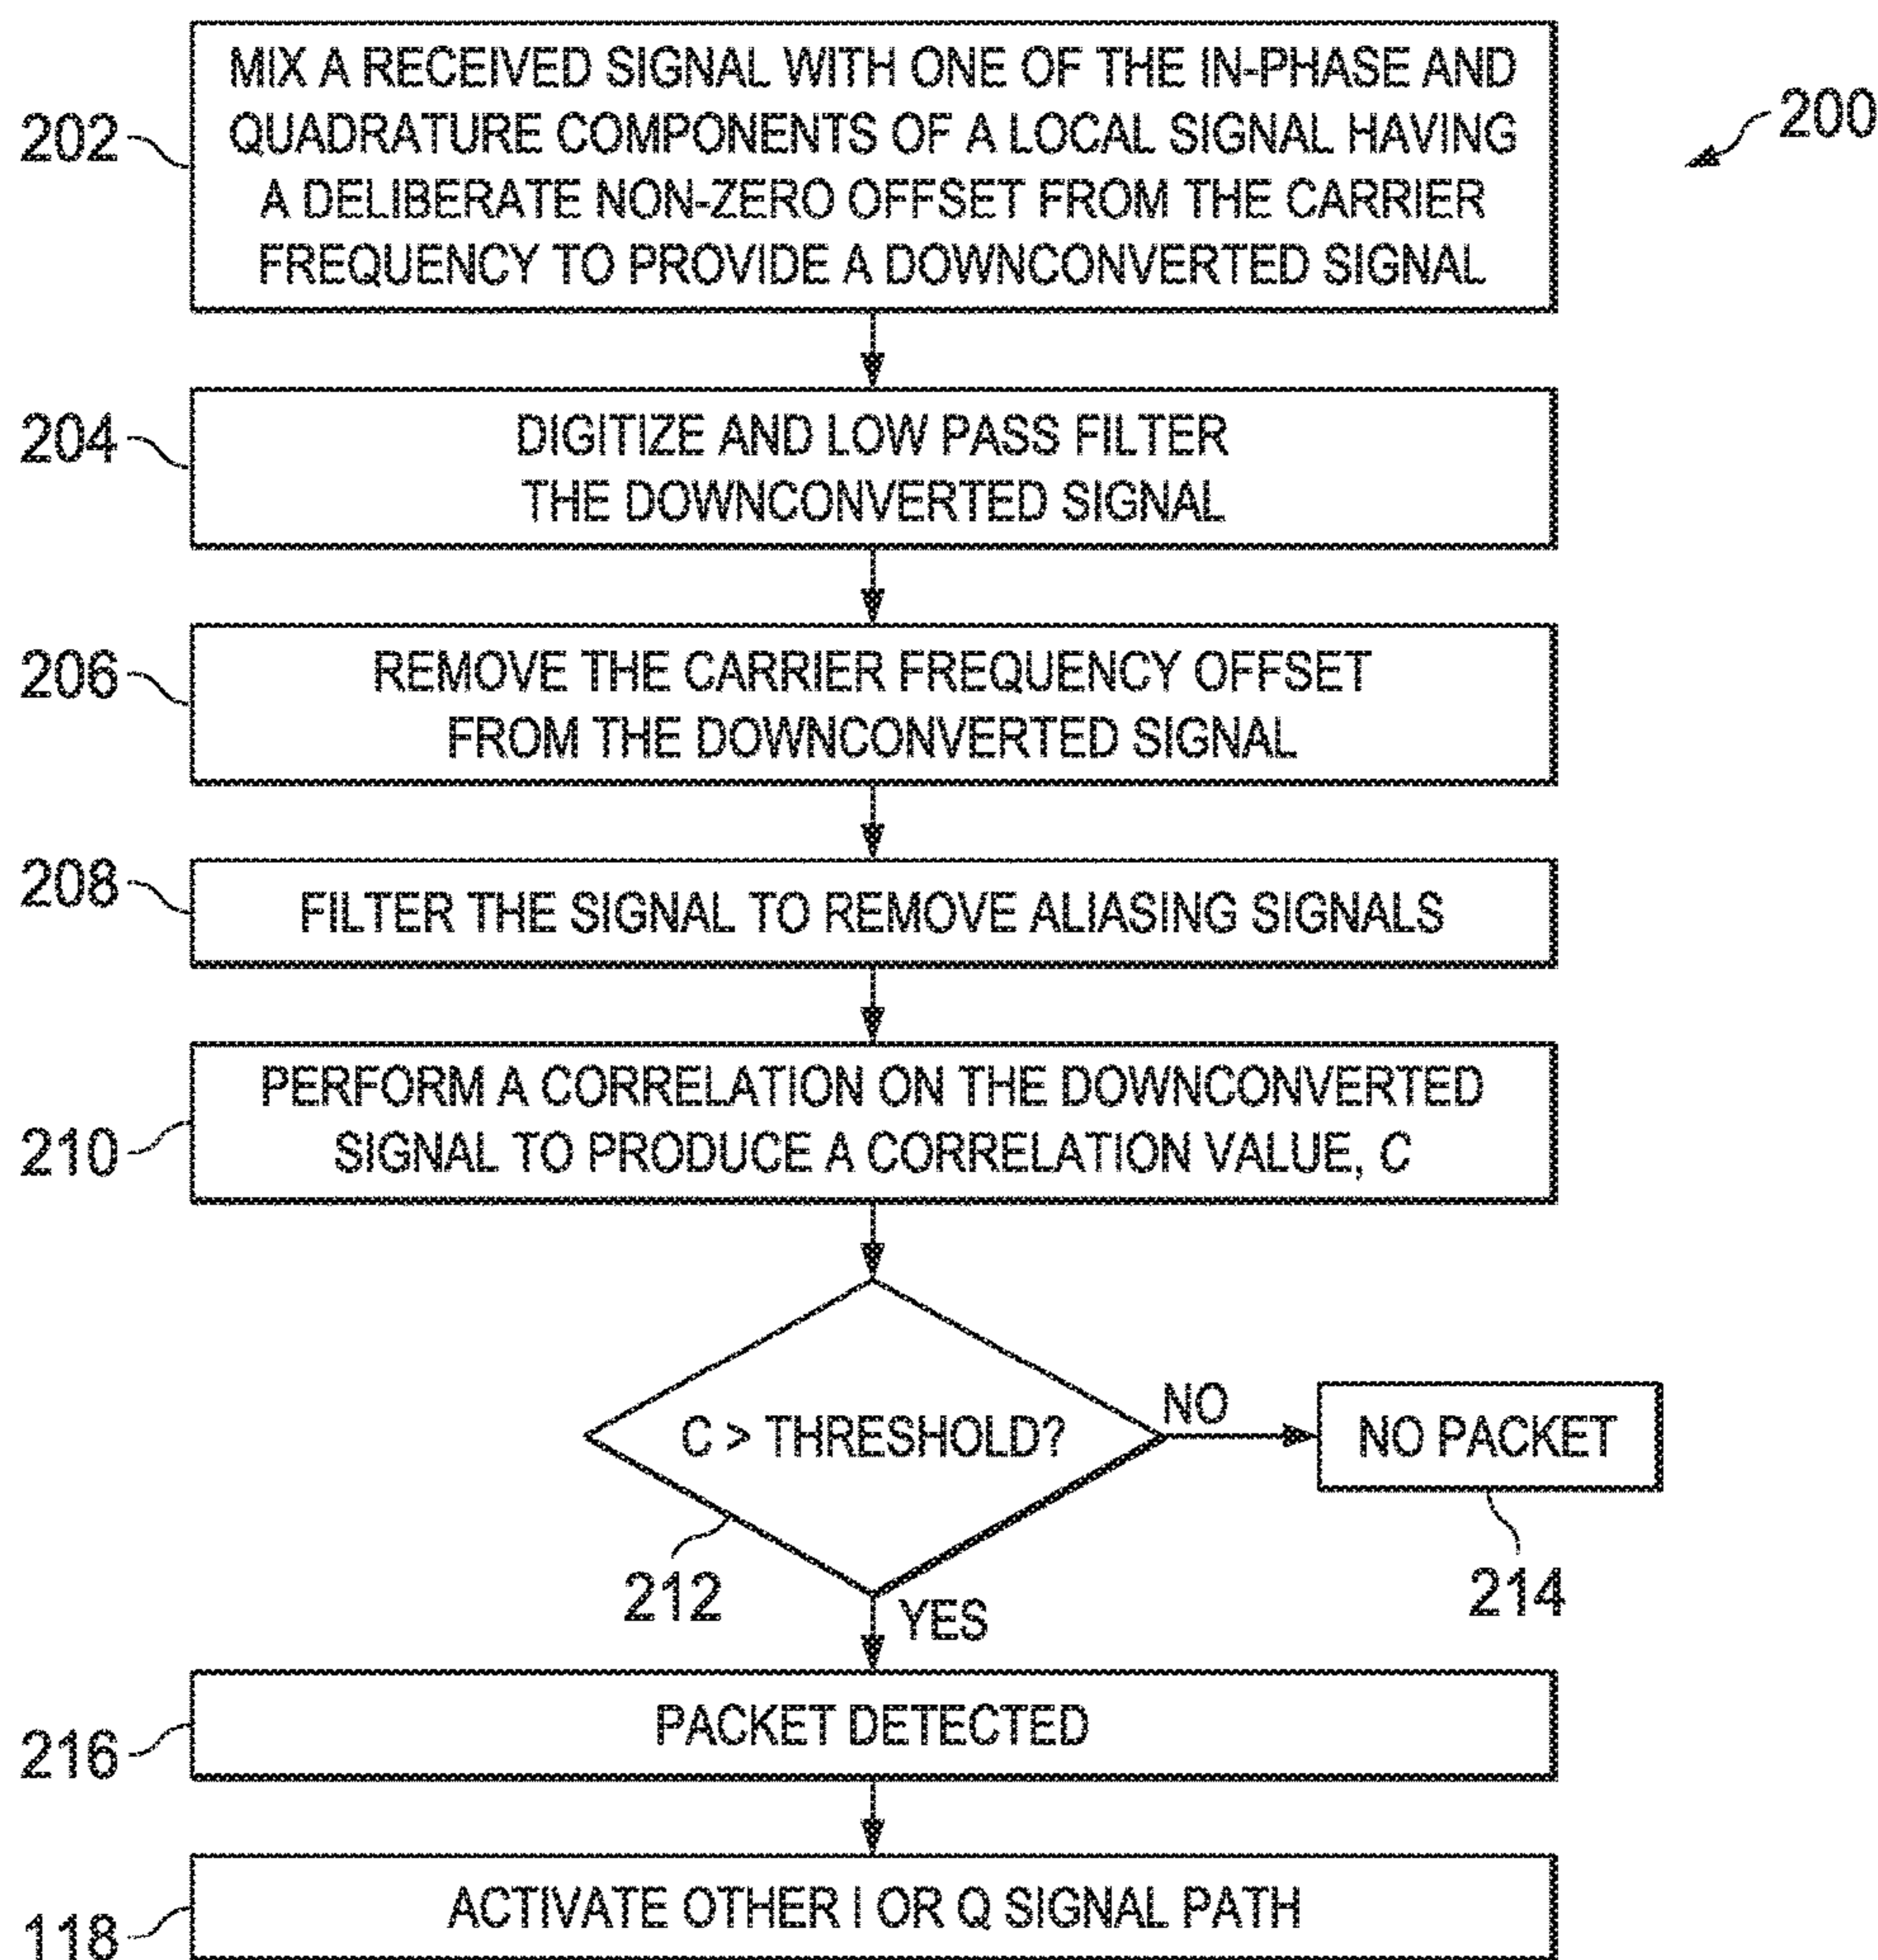 200
202
MIX A RECEIVED SIGNAL WITH ONE OF THE IN-PHASE AND
QUADRATURE COMPONENTS OF A LOCAL SIGNAL HAVING
A DELIBERATE NON-ZERO OFFSET FROM THE CARRIER
FREQUENCY TO PROVIDE A DOWNCONVERTED SIGNAL
204
DIGITIZE AND LOW PASS FILTER
THE DOWNCONVERTED SIGNAL
206
REMOVE THE CARRIER FREQUENCY OFFSET
FROM THE DOWNCONVERTED SIGNAL
208
FILTER THE SIGNAL TO REMOVE ALIASING SIGNALS
210
PERFORM A CORRELATION ON THE DOWNCONVERTED
SIGNAL TO PRODUCE A CORRELATION VALUE, C
C > THRESHOLD?
NO
NO PACKET
212
214
YES
216
PACKET DETECTED
118
ACTIVATE OTHER I OR Q SIGNAL PATH